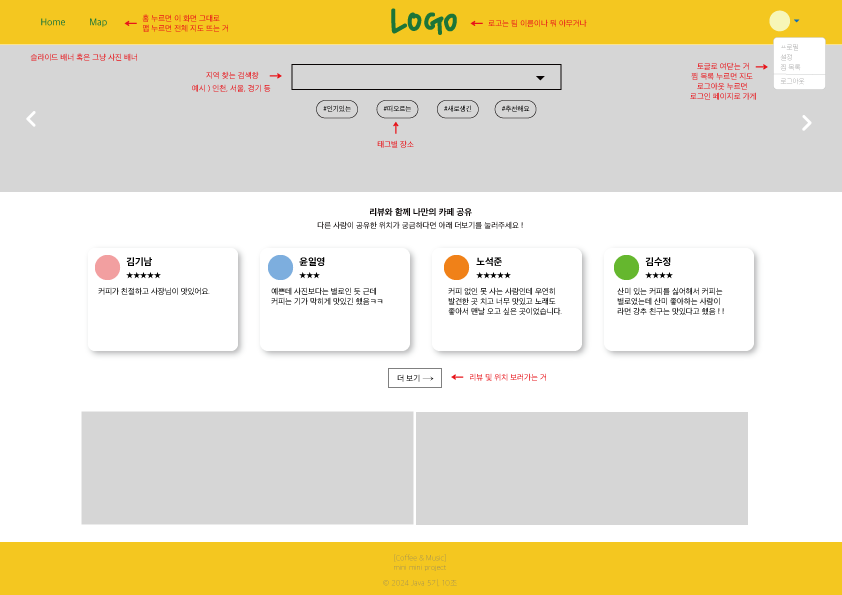 Home
Map
홈 누르면 이 화면 그대로
맵 누르면 전체 지도 뜨는 거
LOGO
로고는 팀 이름이나 뭐 아무거나
슬라이드 배너 혹은 그냥 사진 배너
지역 찾는 검색창
예시 ) 인천, 서울, 경기 등
#인기있는
#떠오르는
#새로생긴
#추천해요
태그별 장소
토글로 여닫는 거
찜 목록 누르면 지도
로그아웃 누르면
로그인 페이지로 가게
프로필
설정
찜 목록
로그아웃
리뷰와 함께 나만의 카페 공유
다른 사람이 공유한 위치가 궁금하다면 아래 더보기를 눌러주세요 !
김기남
★★★★★
커피가 친절하고 사장님이 맛있어요.
윤일영
★★★
예쁜데 사진보다는 별로인 듯 근데
커피는 기가 막히게 맛있긴 했음ㅋㅋ
노석준
★★★★★
커피 없인 못 사는 사람인데 우연히
발견한 곳 치고 너무 맛있고 노래도
좋아서 맨날 오고 싶은 곳이었습니다.
김수정
★★★★
산미 있는 커피를 싫어해서 커피는
별로였는데 산미 좋아하는 사람이
라면 강추 친구는 맛있다고 했음 ! !
더 보기
리뷰 및 위치 보러가는 거
[Coffee & Music]
mini mini project
© 2024 Java 5기 10조